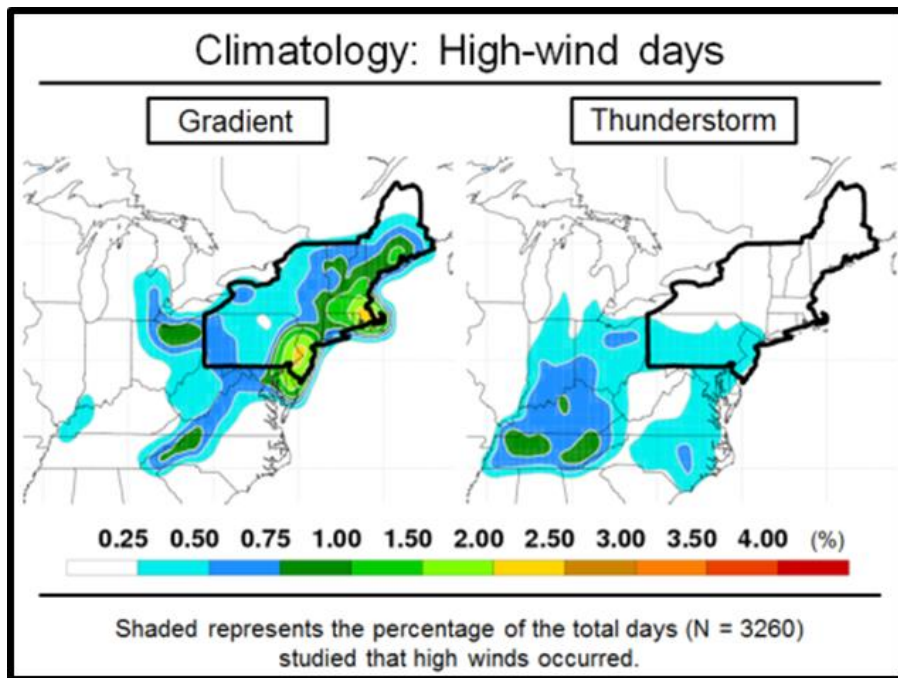 Climatology: High-wind days
Gradient
Thunderstorm
0.25 0.50 0.75 1.00 1.50 2.00 2.50 3.00 3.50 4.00 (%)
Shaded represents the percentage of the total days (N = 3260)
studied that high winds occurred.